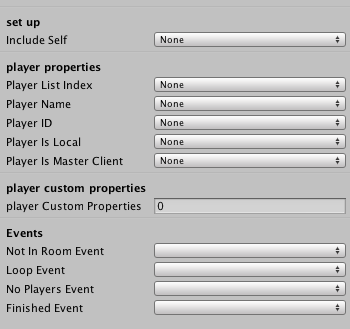 set up
Include Self None
player properties
Player List Index None
Player Name None
Player ID None
Player Is Local None
Player Is Master Client None
player custom properties
player Custom Properties 0
Events
Not In Room Event
Loop Event
No Players Event
Finished Event